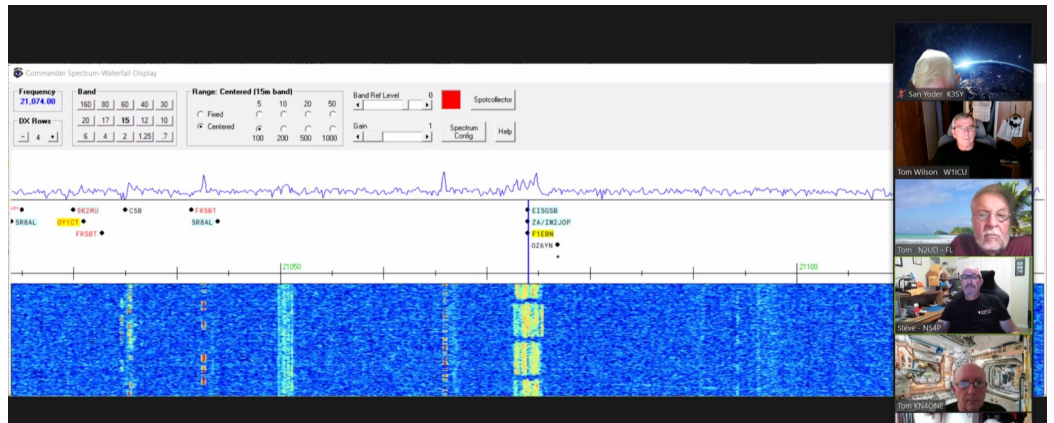 Commander Spectrum-Waterfall Display
Frequency
21,074.00
DX Rows
- 4 +
Band
160 80 60 40 30
20 17 15 12 10
6 4 2 1.25 .7
Range: Centered (15m band)
5 10 20 50
Fixed
Centered
100 200 500 1000
Band Ref Level 0
Gain 1
Spotcollector
Spectrum Config
Help
9K2MU
C5B
FR5BT
EI5GSB
SR8AL
OY1CT
SR8AL
ZA/IW2JOP
FR5BT
F1EBN
OZ6YN
+
21050
21100
San Yoder K3SY
Tom Wilson W1ICU
Tom N2UD - FL
Steve - NS4P
Tom KN4ONE